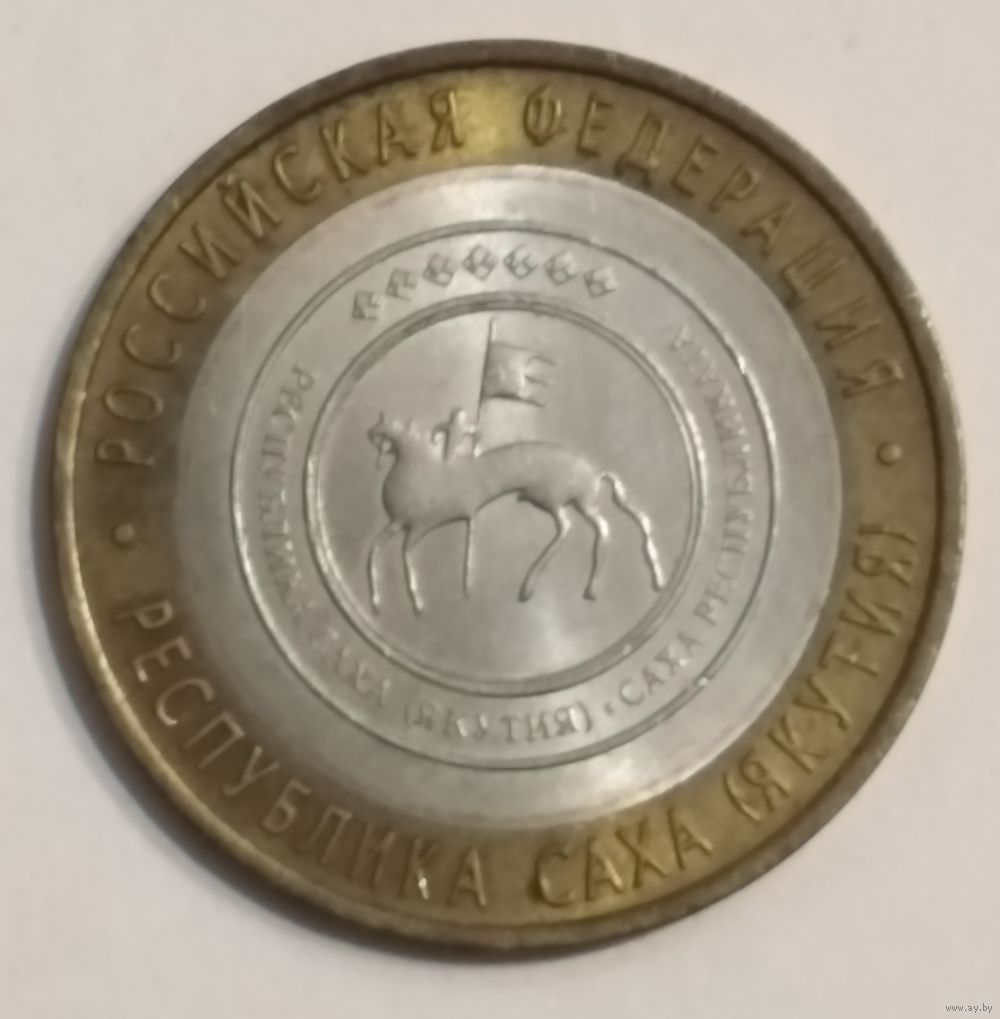 РОССИЙСКАЯ ФЕДЕРАЦИЯ
РЕСПУБЛИКА САХА (ЯКУТИЯ)
РЕСПУБЛИКА САХА (ЯКУТИЯ) • САХА РЕСПУБЛИКАТА
www.ay.by